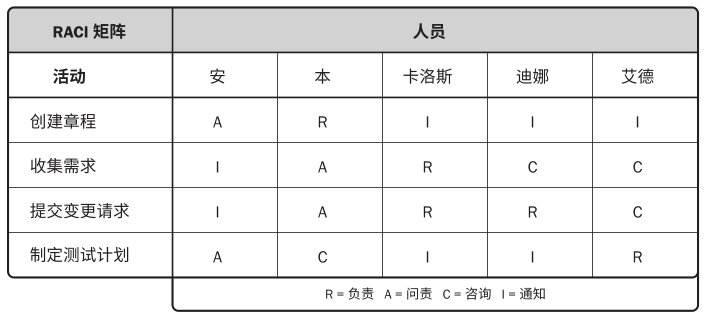 RACI 矩阵 人员
活动 安 本 卡洛斯 迪娜 艾德
创建章程 A R I I I
收集需求 I A R C C
提交变更请求 I A R R C
制定测试计划 A C I I R
R = 负责 A = 问责 C = 咨询 I = 通知